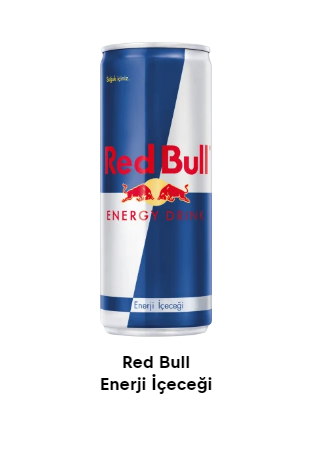 Soğuk içiniz.
Red Bull
ENERGY DRINK
Enerji İçeceği
Red Bull
Enerji İçeceği